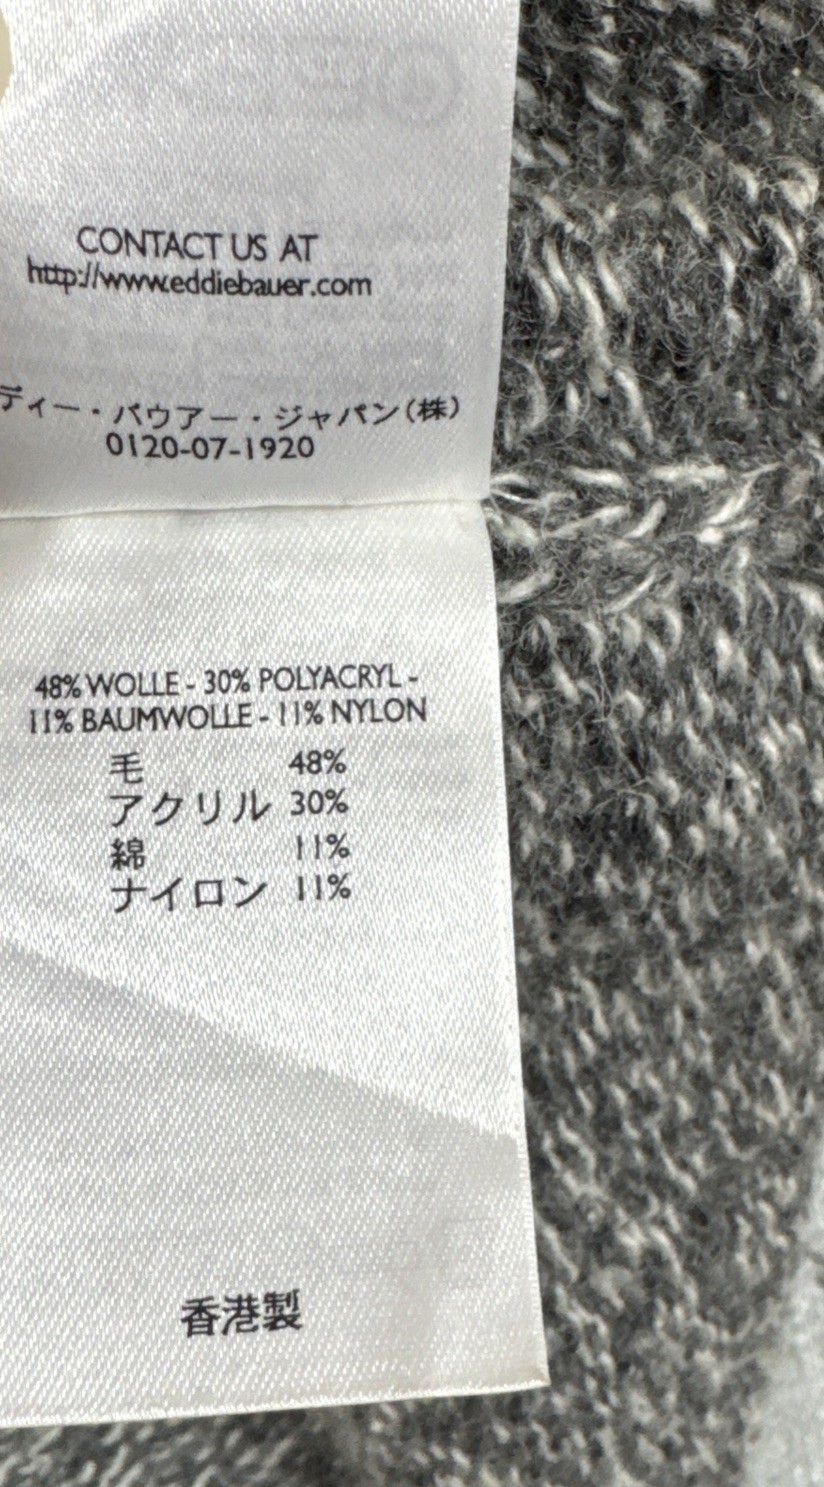 CONTACT US AT
http://www.eddiebauer.com
ディー・バウアー・ジャパン(株)
0120-07-1920
48% WOLLE - 30% POLYACRYL -
11% BAUMWOLLE - 11% NYLON
毛 48%
アクリル 30%
綿 11%
ナイロン 11%
香港製